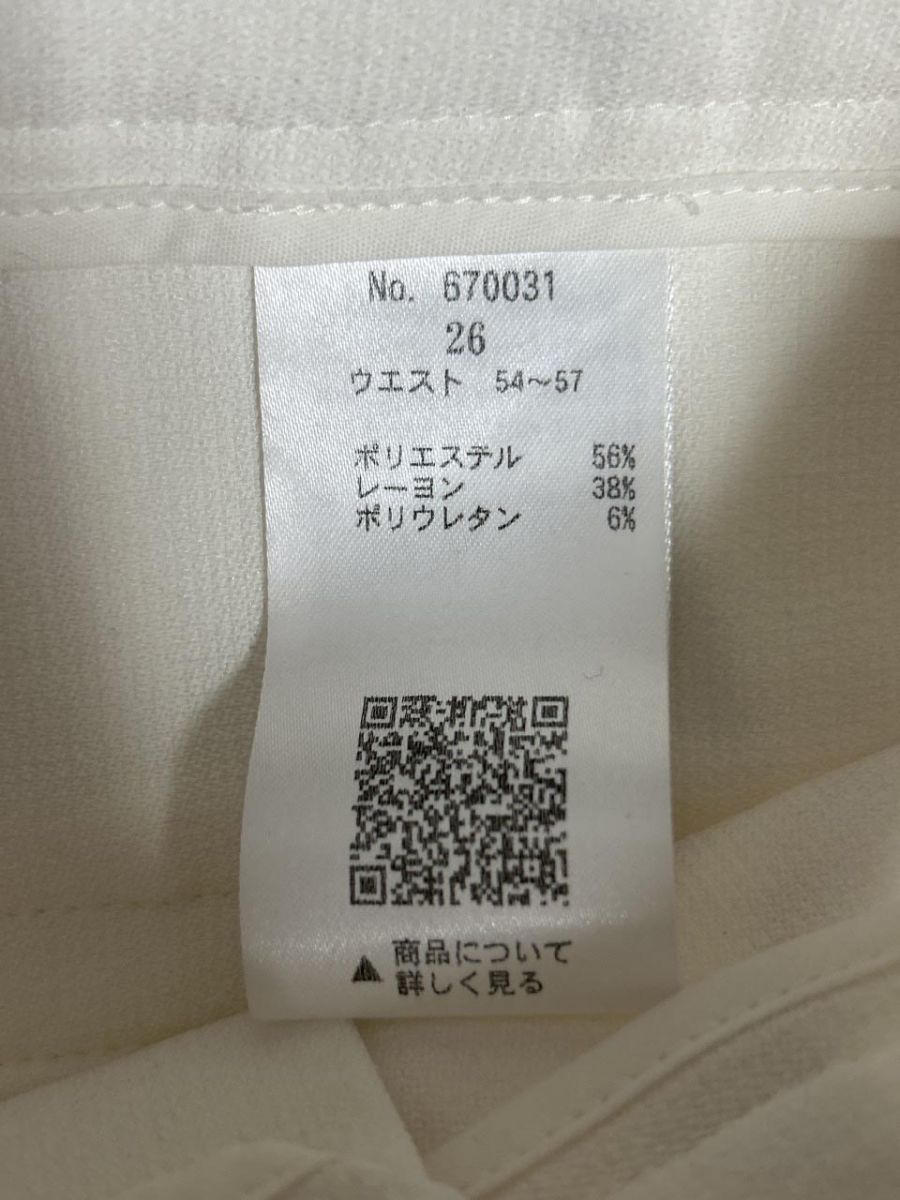 No. 670031
26
ウエスト 54～57
ポリエステル 56%
レーヨン 38%
ポリウレタン 6%
商品について
詳しく見る